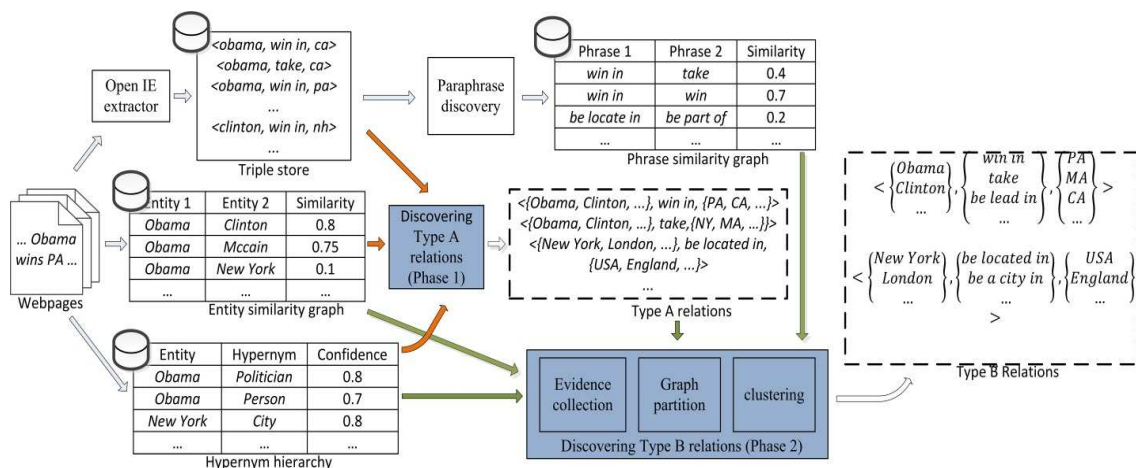 Open IE
extractor
<obama, win in, ca>
<obama, take, ca>
<obama, win in, pa>
...
<clinton, win in, nh>
...
Triple store
Paraphrase
discovery
Phrase 1 Phrase 2 Similarity
win in take 0.4
win in win 0.7
be locate in be part of 0.2
... ... ...
Phrase similarity graph
... Obama
wins PA ...
Webpages
Entity 1 Entity 2 Similarity
Obama Clinton 0.8
Obama Mccain 0.75
Obama New York 0.1
... ... ...
Entity similarity graph
Discovering
Type A
relations
(Phase 1)
<{Obama, Clinton, ...}, win in, {PA, CA, ...}>
<{Obama, Clinton, ...}, take,{NY, MA, ...}}>
<{New York, London, ...}, be located in,
{USA, England, ...}>
...
Type A relations
Entity Hypernym Confidence
Obama Politician 0.8
Obama Person 0.7
New York City 0.8
... ... ...
Hypernym hierarchy
Evidence
collection
Graph
partition
clustering
Discovering Type B relations (Phase 2)
< {Obama Clinton ...}, {win in take be lead in ...}, {PA MA CA ...} >
< {New York London ...}, {be located in be a city in ...}, {USA England ...}
>
Type B Relations